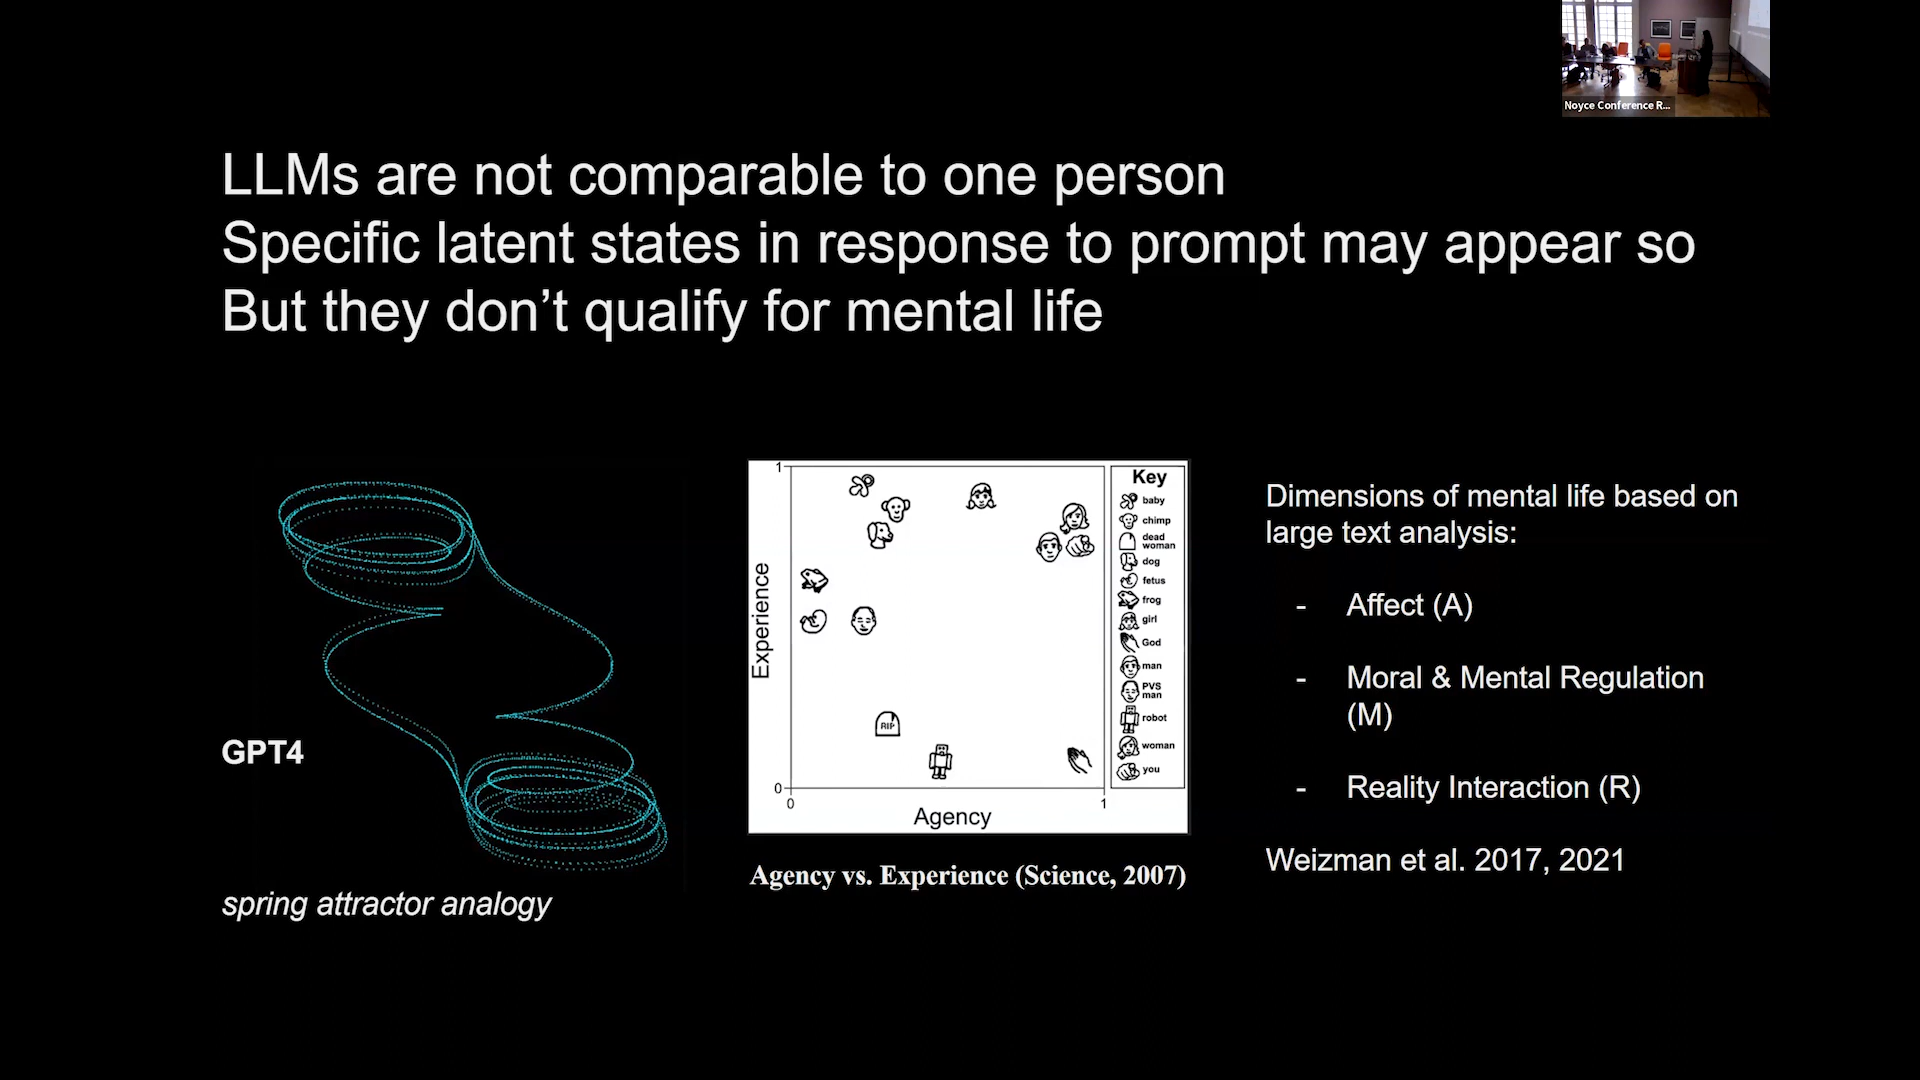 Noyce Conference R...
LLMs are not comparable to one person
Specific latent states in response to prompt may appear so
But they don’t qualify for mental life
GPT4
spring attractor analogy
1
Experience
0
0
1
Agency
RIP
Key
baby
chimp
dead
woman
dog
fetus
frog
girl
God
man
PVS
man
robot
woman
you
Agency vs. Experience (Science, 2007)
Dimensions of mental life based on
large text analysis:
- Affect (A)
- Moral & Mental Regulation
(M)
- Reality Interaction (R)
Weizman et al. 2017, 2021